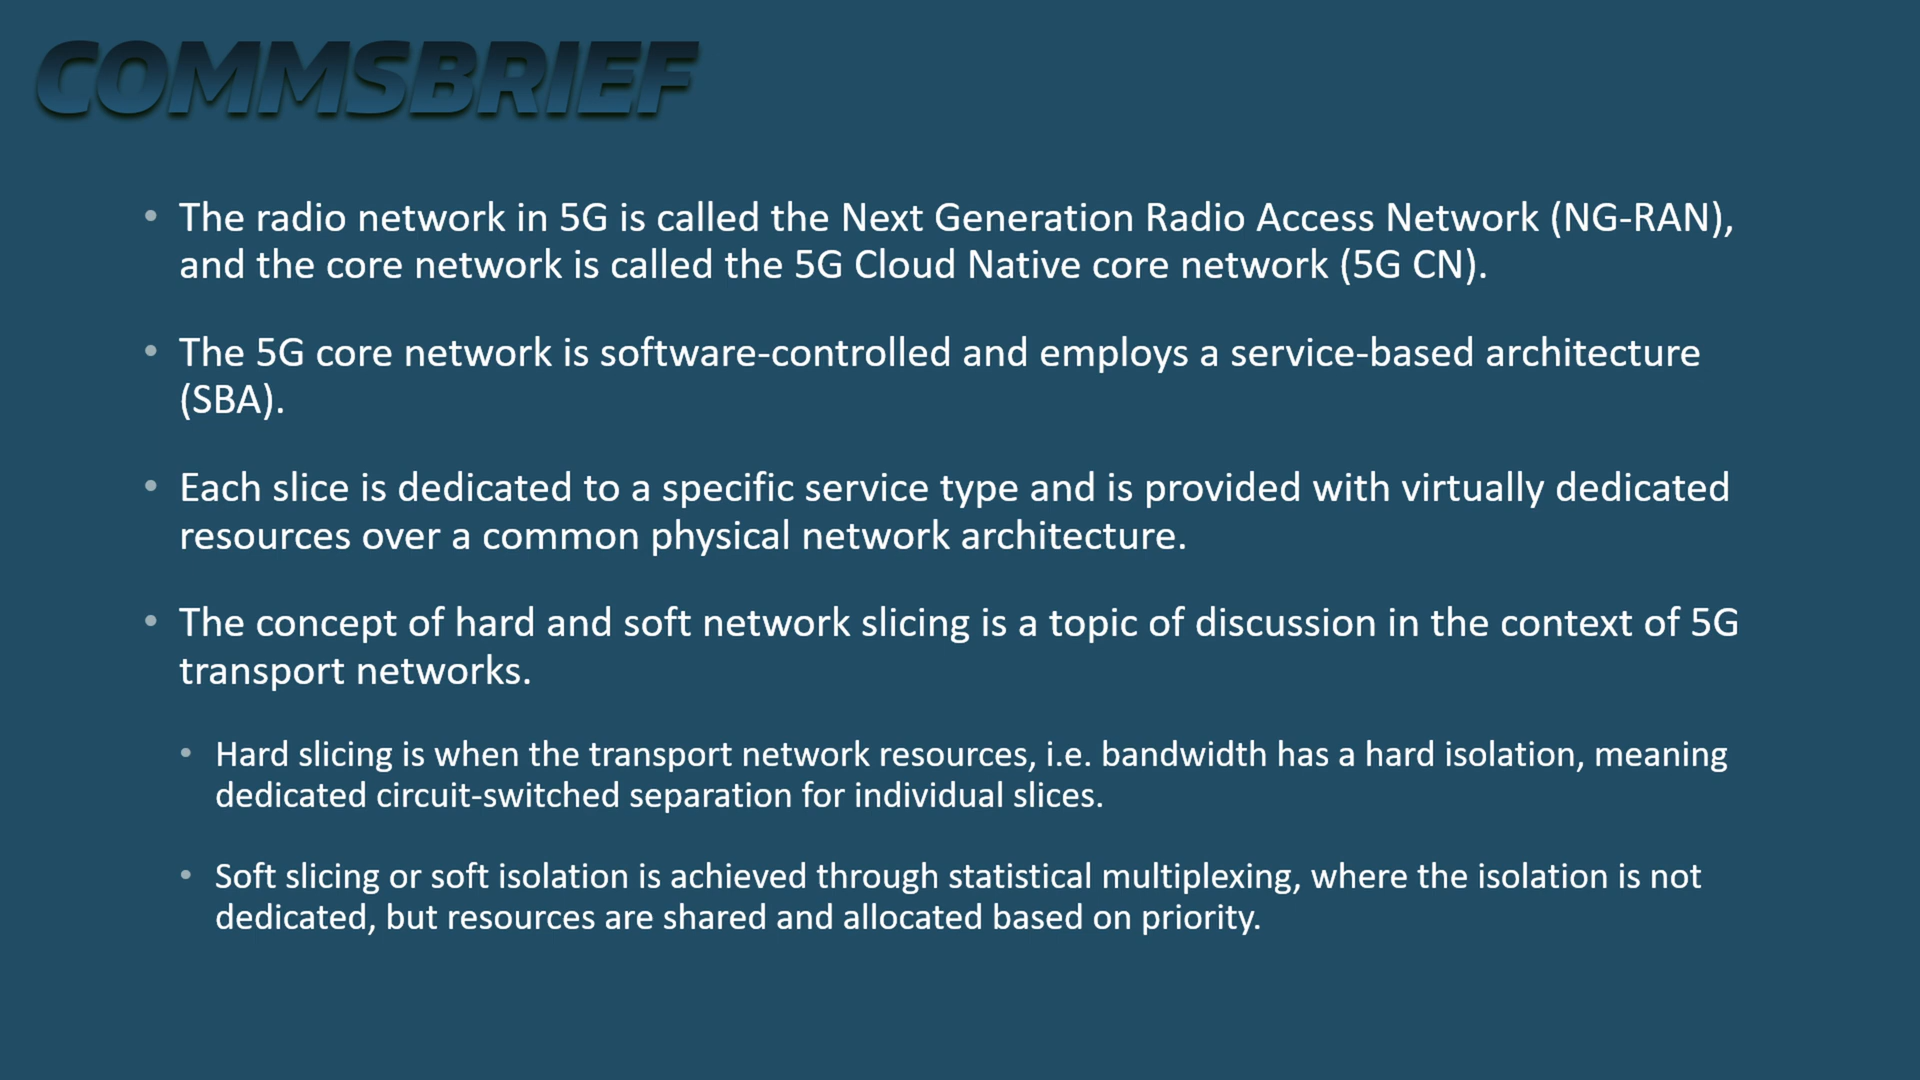 COMMSBRIEF
• The radio network in 5G is called the Next Generation Radio Access Network (NG-RAN),
and the core network is called the 5G Cloud Native core network (5G CN).
• The 5G core network is software-controlled and employs a service-based architecture
(SBA).
• Each slice is dedicated to a specific service type and is provided with virtually dedicated
resources over a common physical network architecture.
• The concept of hard and soft network slicing is a topic of discussion in the context of 5G
transport networks.
• Hard slicing is when the transport network resources, i.e. bandwidth has a hard isolation, meaning
dedicated circuit-switched separation for individual slices.
• Soft slicing or soft isolation is achieved through statistical multiplexing, where the isolation is not
dedicated, but resources are shared and allocated based on priority.